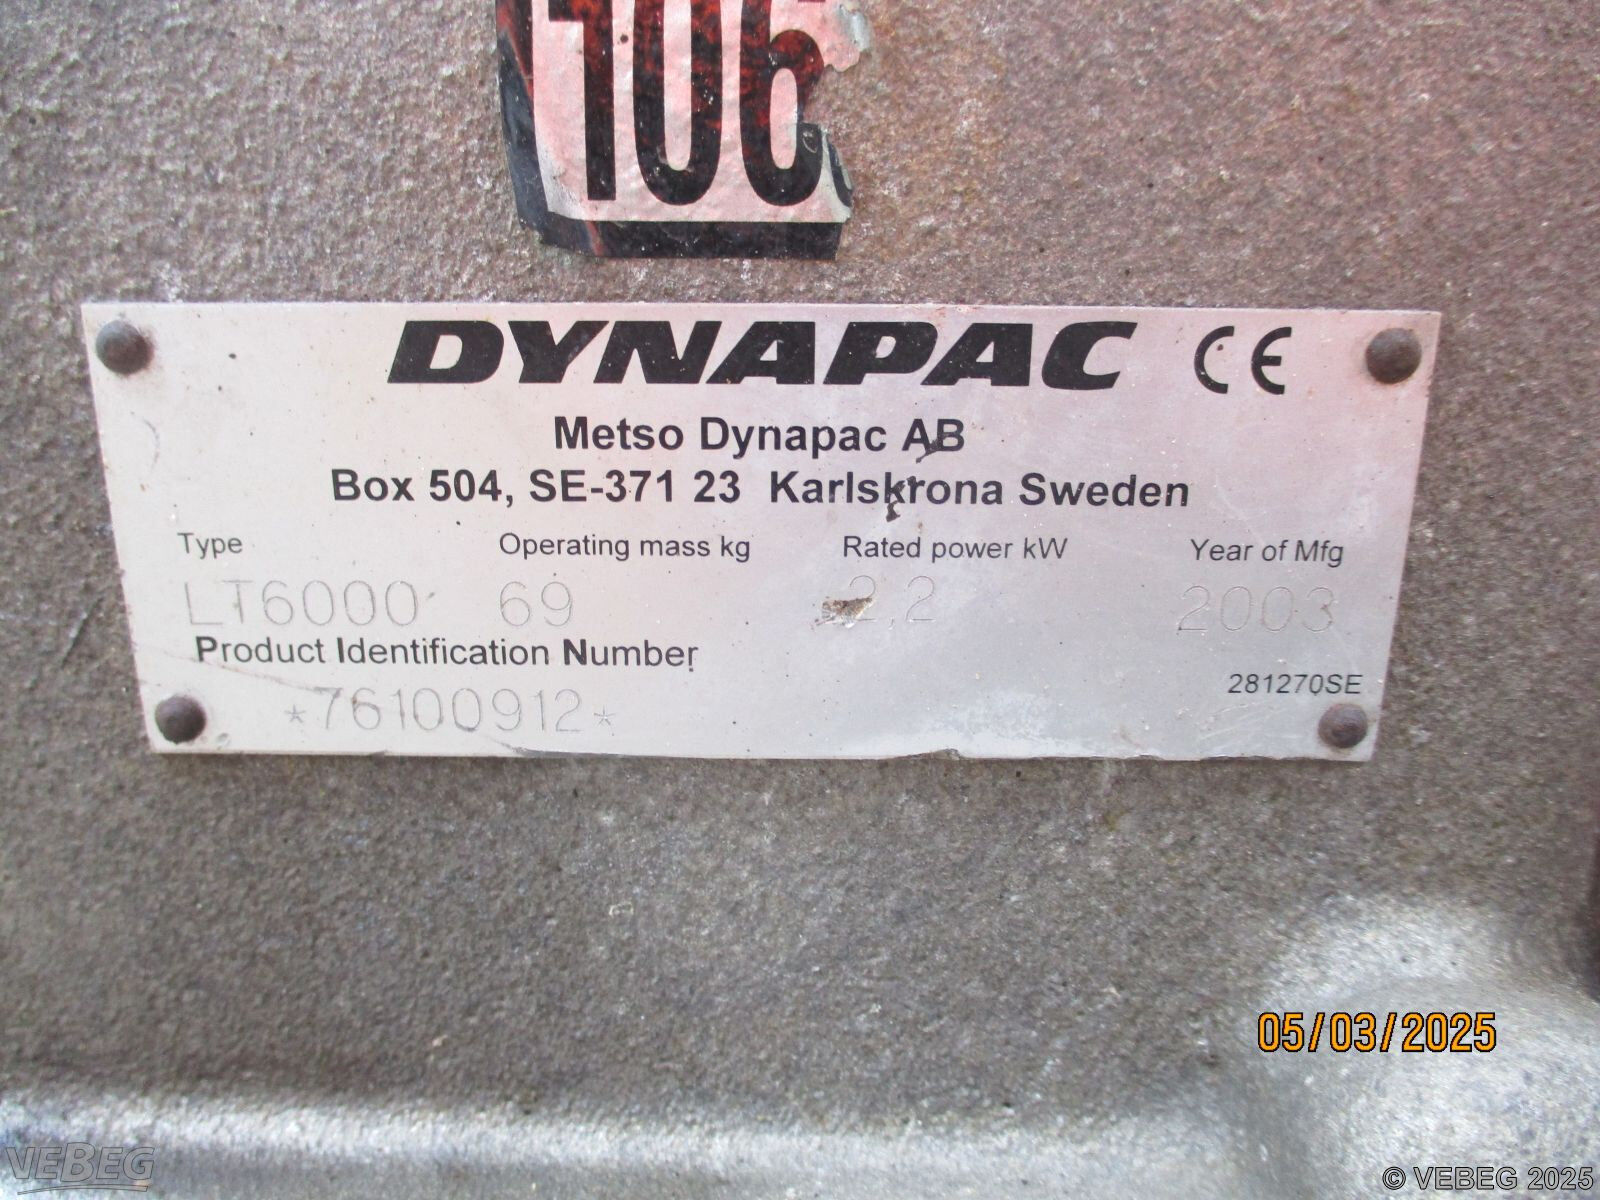 106
DYNAPAC CE
Metso Dynapac AB
Box 504, SE-371 23 Karlskrona Sweden
Type Operating mass kg Rated power kW Year of Mfg
LT6000 69 2,2 2003
Product Identification Number
281270SE
*76100912*
05/03/2025
VEBEG
© VEBEG 2025